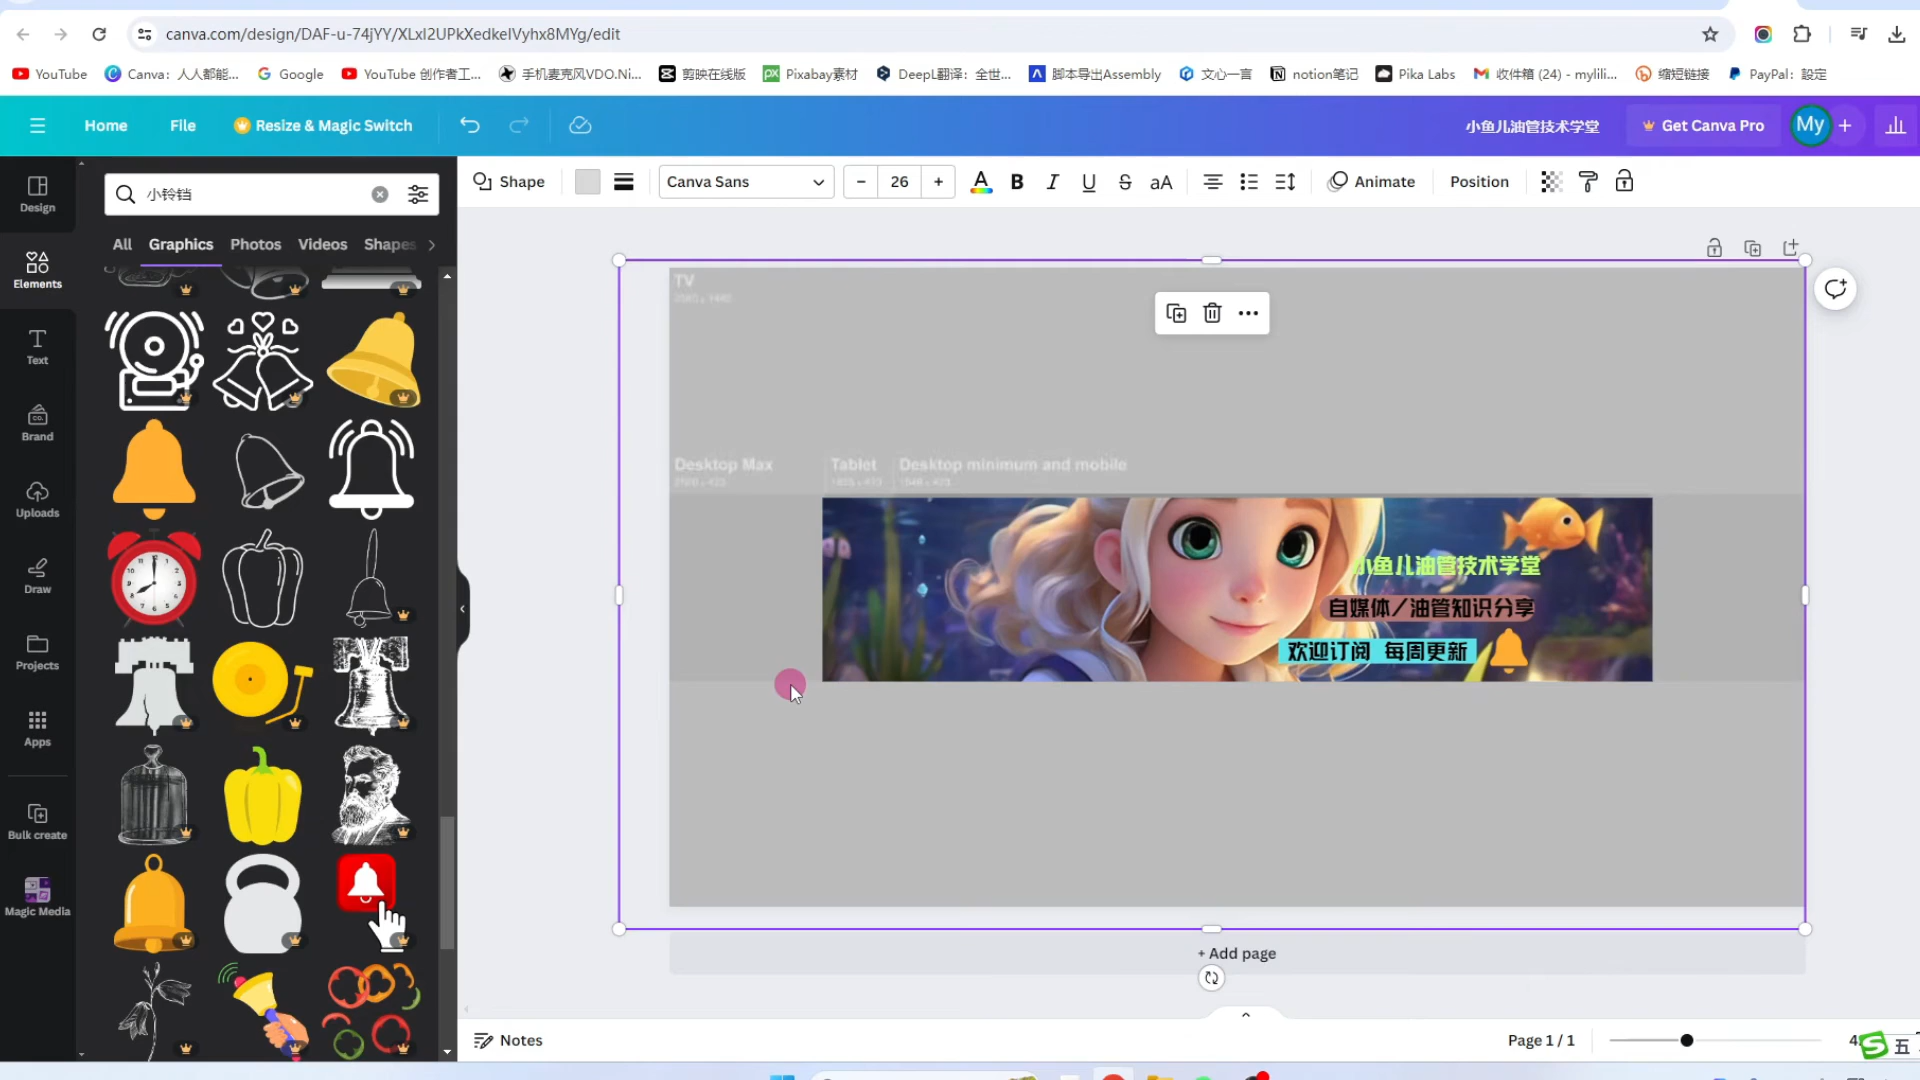 canva.com/design/DAF-u-74jYY/XLxI2UPkXedkeIVyhx8MYg/edit
YouTube
Canva：人人都能...
Google
YouTube 创作者工...
手机麦克风VDO.Ni...
剪映在线版
Pixabay素材
DeepL翻译：全世...
脚本导出Assembly
文心一言
notion笔记
Pika Labs
收件箱 (24) - mylili...
缩短链接
PayPal：設定
Home
File
Resize & Magic Switch
小鱼儿油管技术学堂
Get Canva Pro
My
Design
Elements
Text
Brand
Uploads
Draw
Projects
Apps
Bulk create
Magic Media
小铃铛
All
Graphics
Photos
Videos
Shapes
Shape
Canva Sans
26
B
I
U
S
aA
Animate
Position
TV
Desktop Max
Tablet
Desktop minimum and mobile
小鱼儿油管技术学堂
自媒体／油管知识分享
欢迎订阅 每周更新
+ Add page
Notes
Page 1 / 1
五